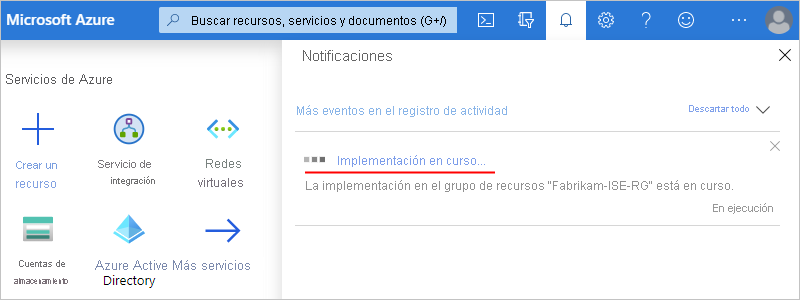 Microsoft Azure
Buscar recursos, servicios y documentos (G+/)
Notificaciones
Servicios de Azure
Más eventos en el registro de actividad
Descartar todo
Crear un
recurso
Servicio de
integración
Redes
virtuales
Implementación en curso...
La implementación en el grupo de recursos "Fabrikam-ISE-RG" está en curso.
En ejecución
Cuentas de
almacenamiento
Azure Active
Directory
Más servicios